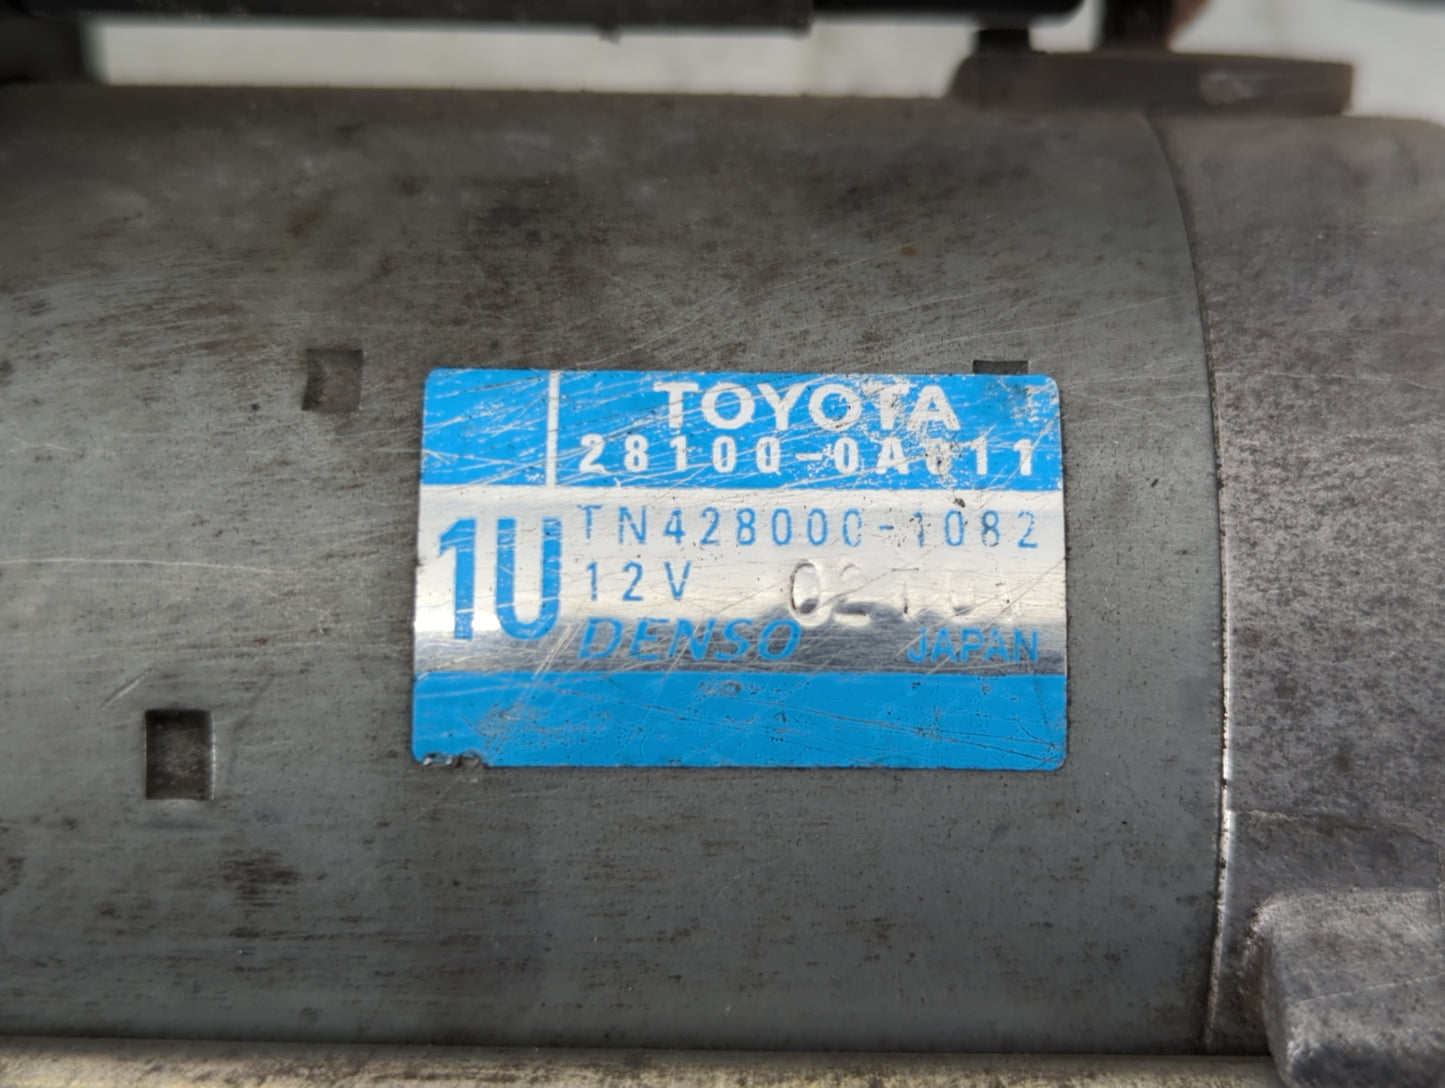 TOYOTA
28100-0A011
1U
TN428000-1082
12V
DENSO JAPAN